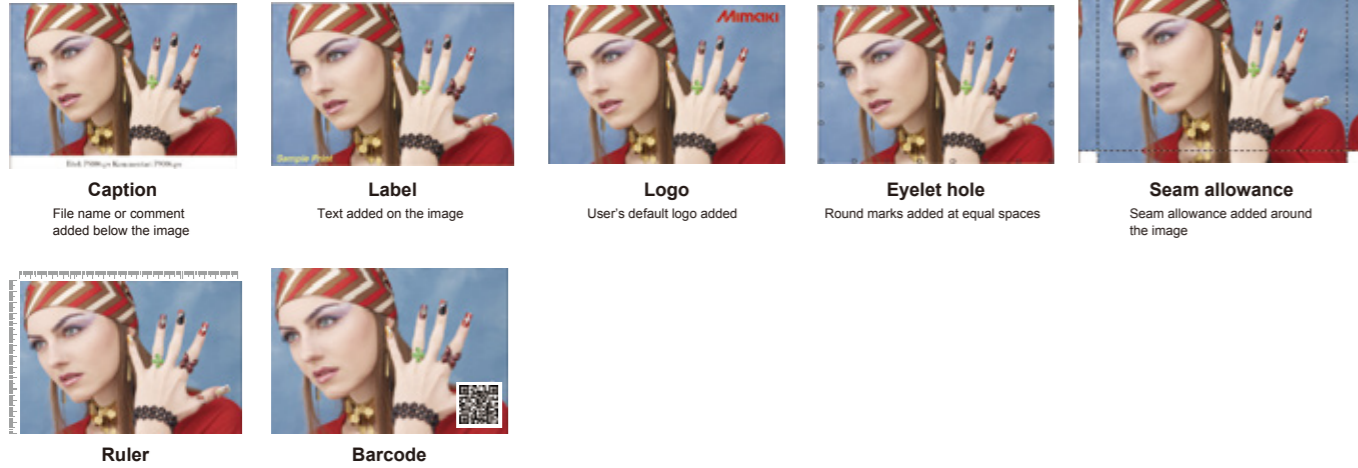 Mimaki
Sample Print
Caption
File name or comment
added below the image
Label
Text added on the image
Logo
User's default logo added
Eyelet hole
Round marks added at equal spaces
Seam allowance
Seam allowance added around
the image
Ruler
Barcode